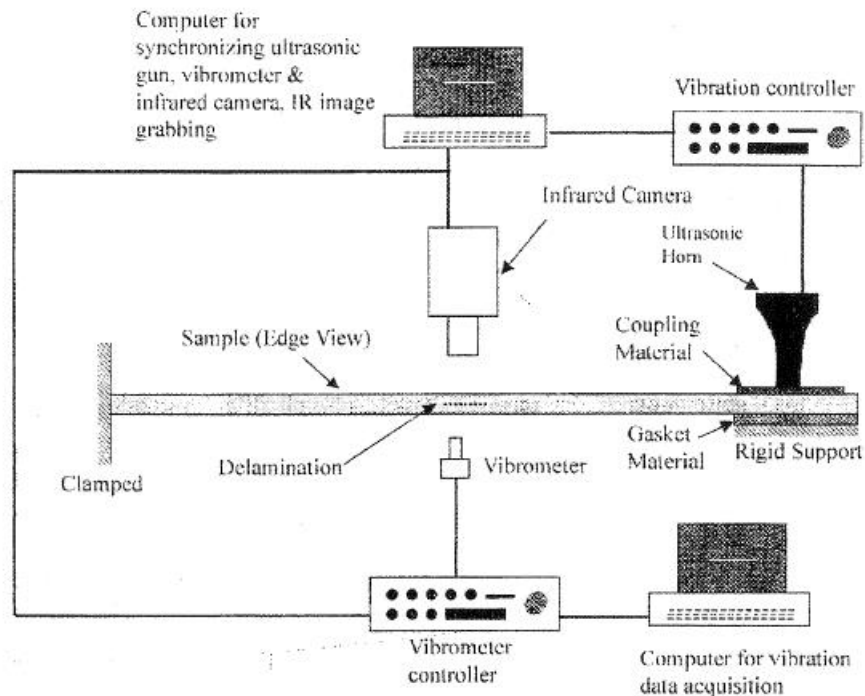 Computer for
synchronizing ultrasonic
gun, vibrometer &
infrared camera, IR image
grabbing
Vibration controller
Infrared Camera
Ultrasonic
Horn
Sample (Edge View)
Coupling
Material
Delamination
Clamped
Vibrometer
Gasket
Material
Rigid Support
Vibrometer
controller
Computer for vibration
data acquisition